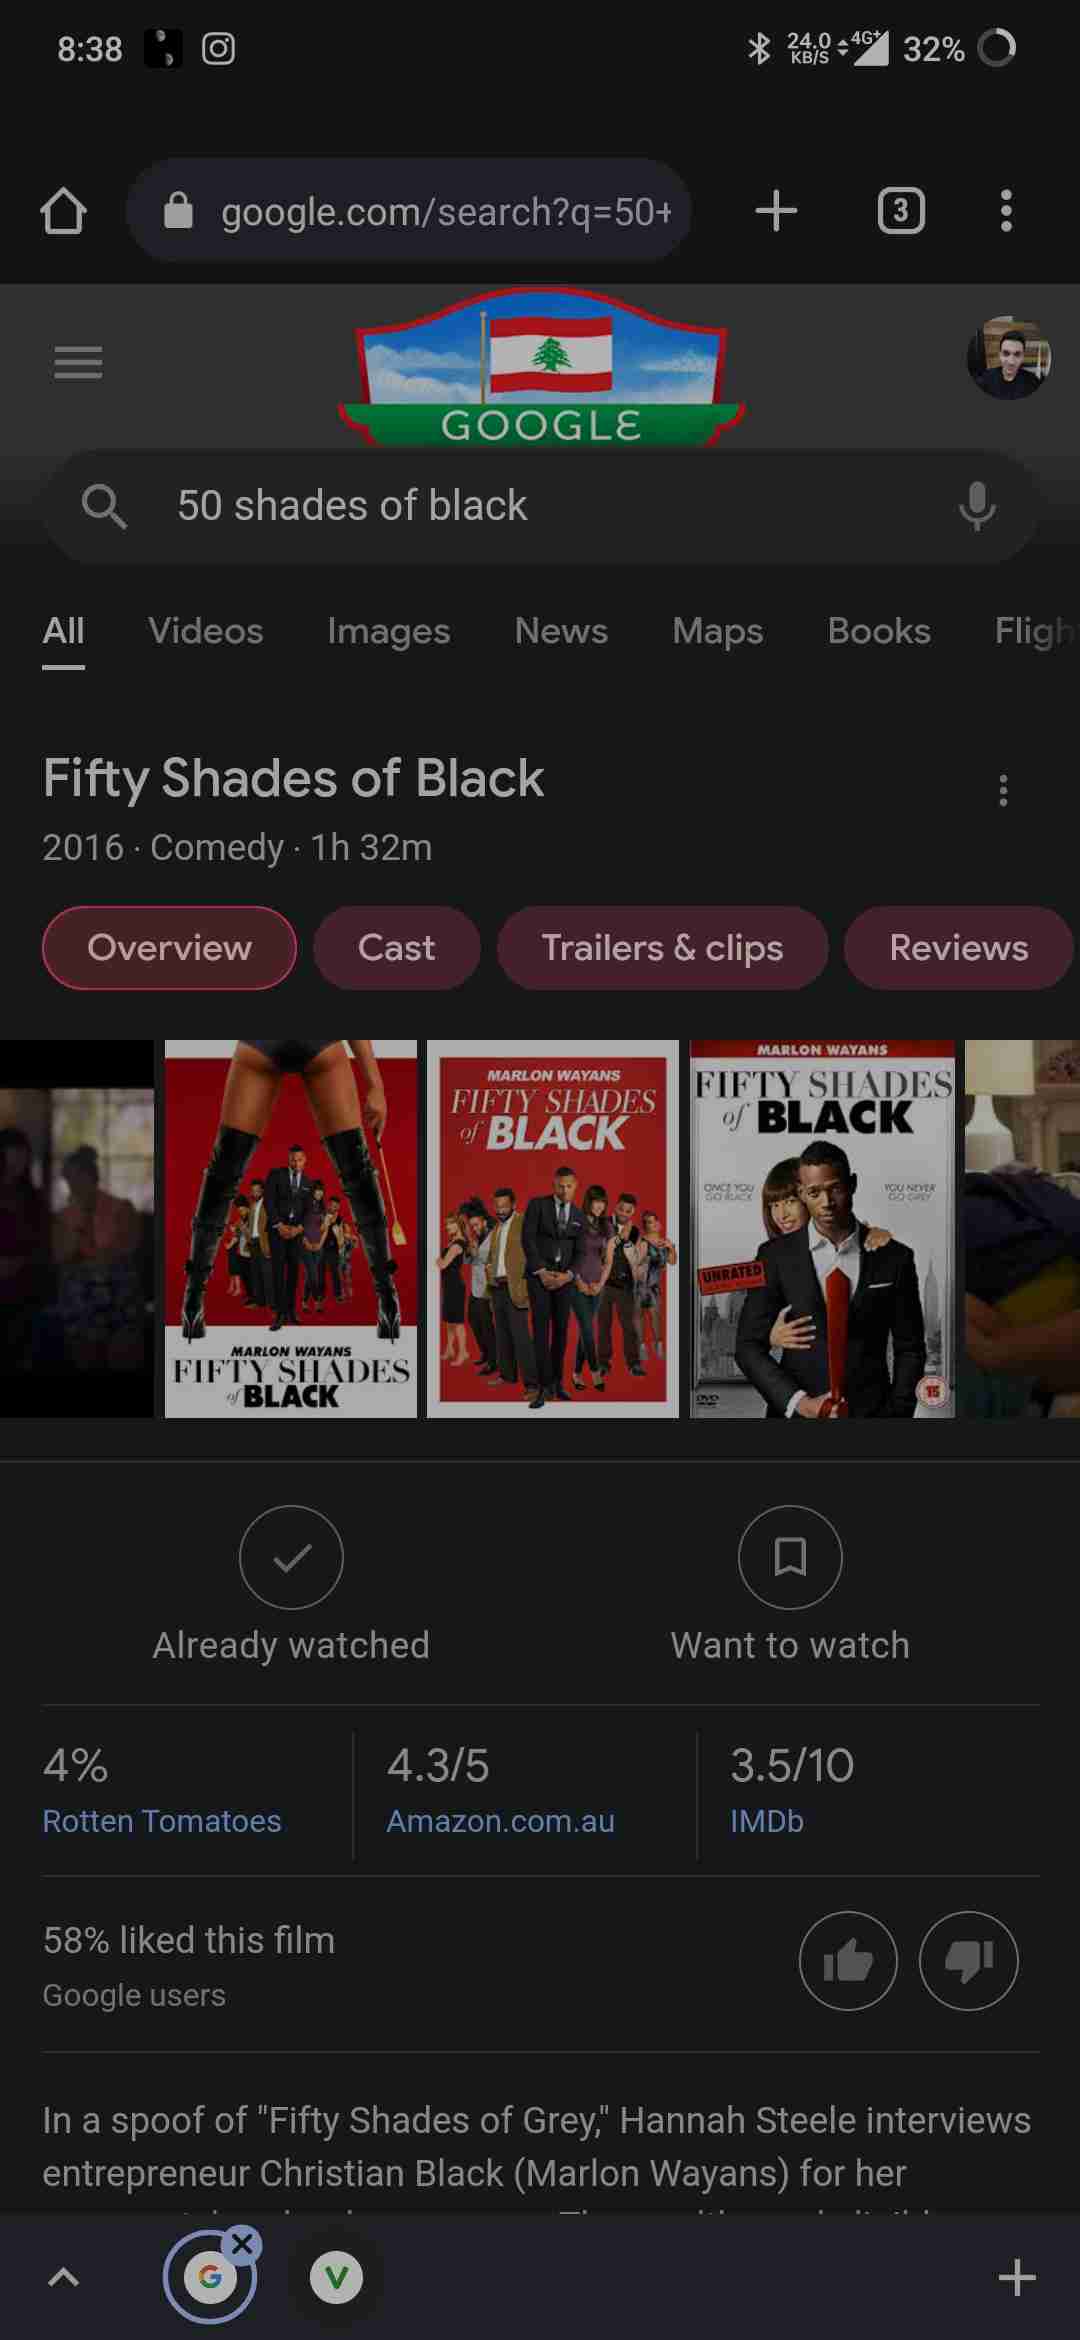 8:38
24.0
KB/S
4G+
32%
google.com/search?q=50+
3
GOOGLE
50 shades of black
All Videos Images News Maps Books Fligh
Fifty Shades of Black
2016 · Comedy · 1h 32m
Overview Cast Trailers & clips Reviews
MARLON WAYANS
FIFTY SHADES
of BLACK
MARLON WAYANS
FIFTY SHADES
of BLACK
MARLON WAYANS
FIFTY SHADES
of BLACK
ONCE YOU
GO BLACK
YOU NEVER
GO GREY
UNRATED
DVD
15
Already watched Want to watch
4% 4.3/5 3.5/10
Rotten Tomatoes Amazon.com.au IMDb
58% liked this film
Google users
In a spoof of "Fifty Shades of Grey," Hannah Steele interviews
entrepreneur Christian Black (Marlon Wayans) for her
G
V